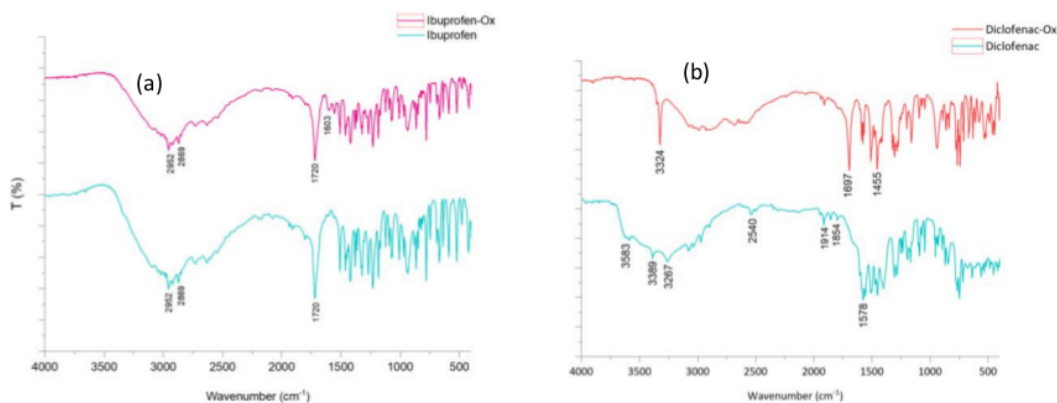 Ibuprofen-Ox
Ibuprofen
(a)
T (%)
2952
2869
1720
1603
2952
2869
1720
4000 3500 3000 2500 2000 1500 1000 500
Wavenumber (cm-1)
Diclofenac-Ox
Diclofenac
(b)
3324
1697
1455
3583
3389
3267
2540
1914
1854
1578
4000 3500 3000 2500 2000 1500 1000 500
Wavenumber (cm-1)